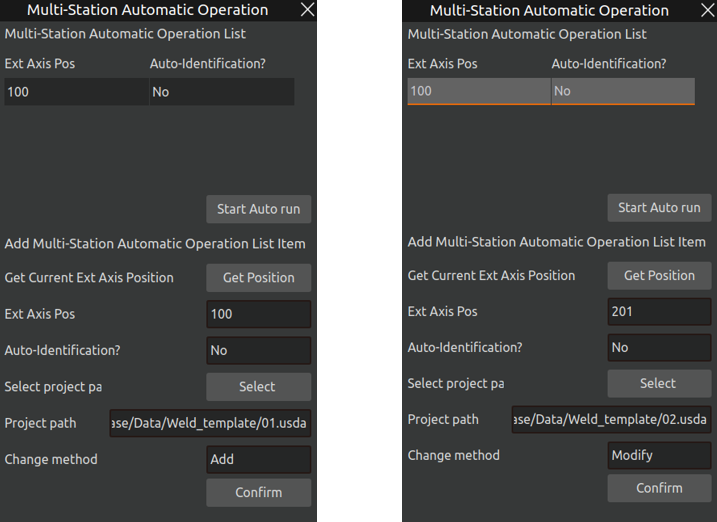 Multi-Station Automatic Operation
Multi-Station Automatic Operation List
Ext Axis Pos Auto-Identification?
100 No
Start Auto run
Add Multi-Station Automatic Operation List Item
Get Current Ext Axis Position Get Position
Ext Axis Pos 100
Auto-Identification? No
Select project pa Select
Project path ase/Data/Weld_template/01.usda
Change method Add
Confirm
Multi-Station Automatic Operation
Multi-Station Automatic Operation List
Ext Axis Pos Auto-Identification?
100 No
Start Auto run
Add Multi-Station Automatic Operation List Item
Get Current Ext Axis Position Get Position
Ext Axis Pos 201
Auto-Identification? No
Select project pa Select
Project path ase/Data/Weld_template/02.usda
Change method Modify
Confirm